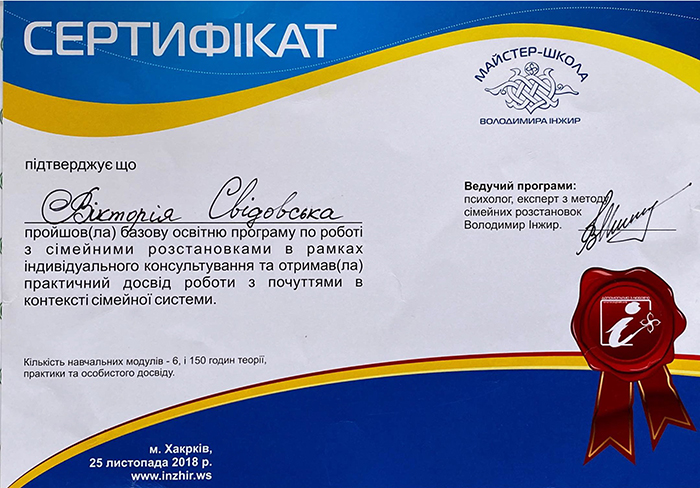 СЕРТИФІКАТ
МАЙСТЕР-ШКОЛА
ВОЛОДИМИРА ІНЖИР
підтверджує що
Вікторія Свідовська
пройшов(ла) базову освітню програму по роботі
з сімейними розстановками в рамках
індивідуального консультування та отримав(ла)
практичний досвід роботи з почуттями в
контексті сімейної системи.
Ведучий програми:
психолог, експерт з методу
сімейних розстановок
Володимир Інжир.
Кількість навчальних модулів - 6, і 150 годин теорії,
практики та особистого досвіду.
м. Хакрків,
25 листопада 2018 р.
www.inzhir.ws